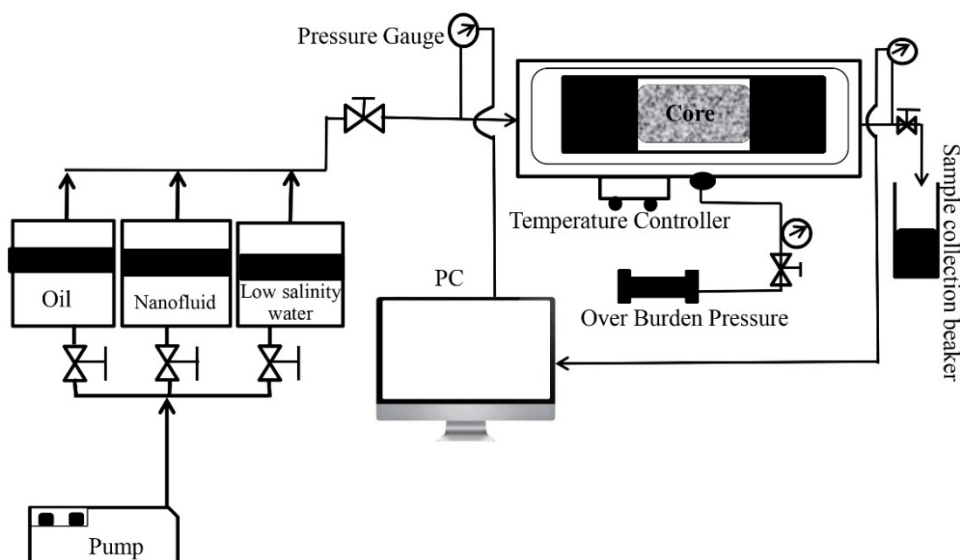 Pressure Gauge
Core
Sample collection beaker
Temperature Controller
Oil
Nanofluid
Low salinity
water
PC
Over Burden Pressure
Pump